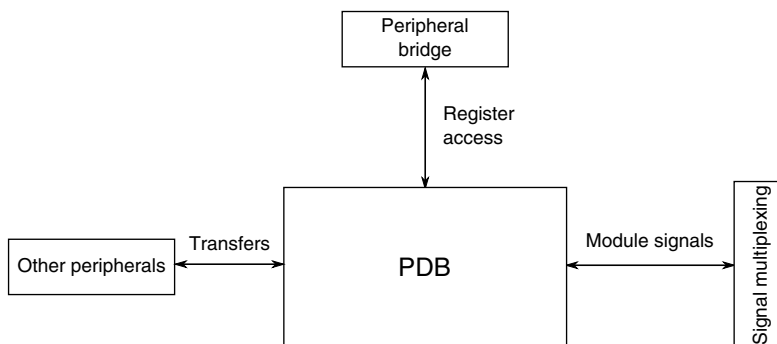 Peripheral
bridge
Register
access
Transfers
Other peripherals
PDB
Module signals
Signal multiplexing